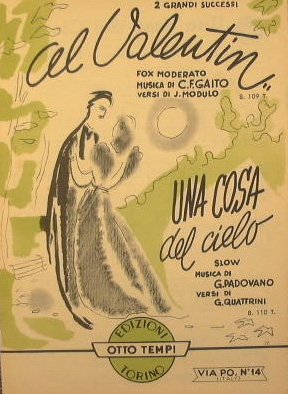 2 GRANDI SUCCESSI
al Valentin„
FOX MODERATO
MUSICA DI C.F. GAITO
VERSI DI J. MODULO
B. 109 T.
UNA COSA
del cielo
SLOW
MUSICA DI
G. PADOVANO
VERSI DI
G. QUATTRINI
B. 110 T.
EDIZIONI
OTTO TEMPI
TORINO
VIA PO. N° 14
(ITALY)